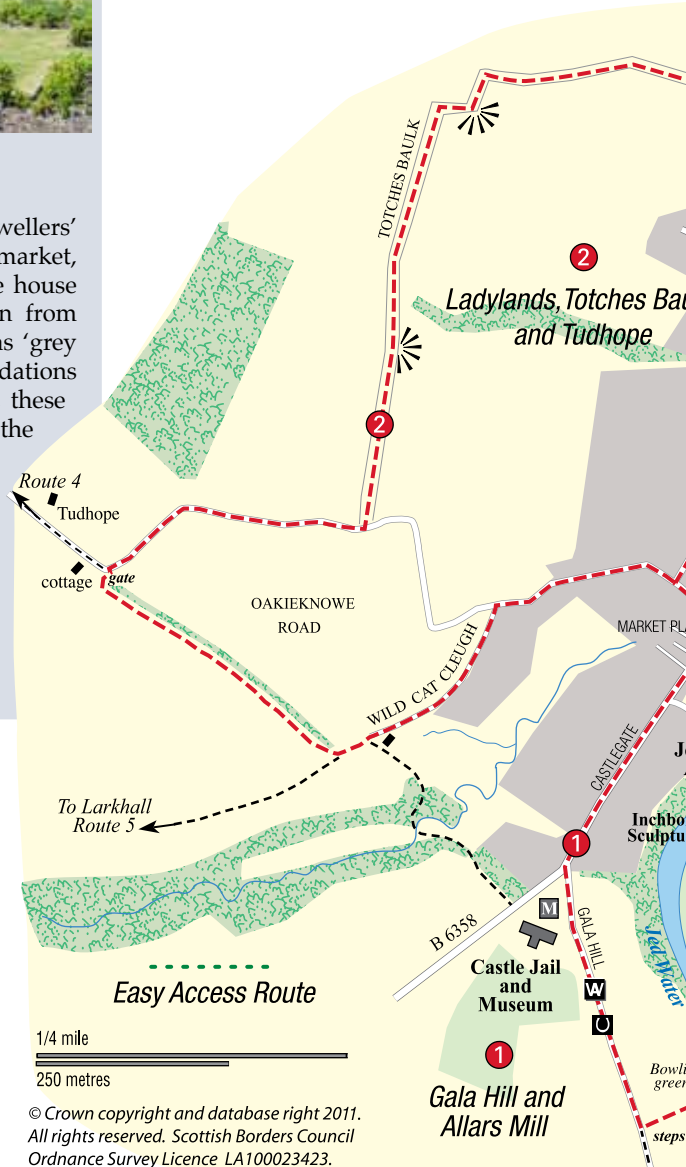 wellers’
market,
e house
n from
s ‘grey
dations
these
the
TOTCHES BAULK
2
Ladylands, Totches Bau
and Tudhope
2
Route 4
Tudhope
cottage
gate
OAKIEKNOWE
ROAD
WILD CAT CLEUGH
MARKET PLA
CASTLEGATE
To Larkhall
Route 5
Inchbo
Sculptu
1
B 6358
M
GALA HILL
Jed Water
Castle Jail
and
Museum
W
Easy Access Route
1/4 mile
250 metres
1
Gala Hill and
Allars Mill
Bowli
green
steps
© Crown copyright and database right 2011.
All rights reserved. Scottish Borders Council
Ordnance Survey Licence LA100023423.